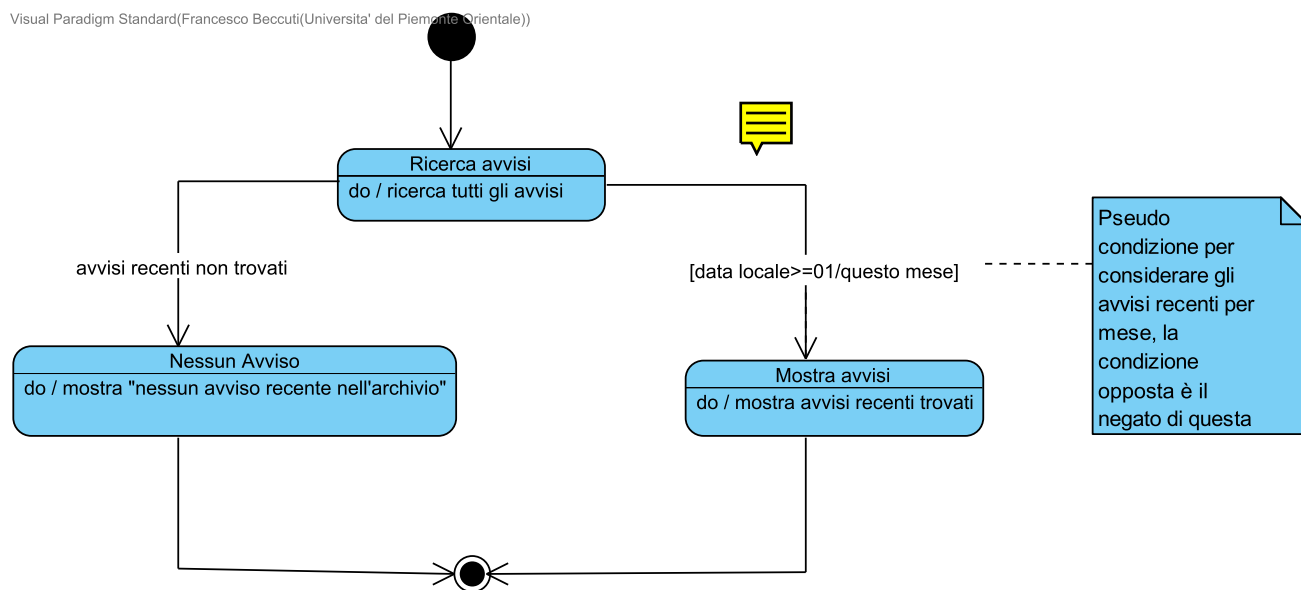 Visual Paradigm Standard(Francesco Beccuti(Universita' del Piemonte Orientale))
Ricerca avvisi
do / ricerca tutti gli avvisi
avvisi recenti non trovati
[data locale>=01/questo mese]
Pseudo
condizione per
considerare gli
avvisi recenti per
mese, la
condizione
opposta è il
negato di questa
Nessun Avviso
do / mostra "nessun avviso recente nell'archivio"
Mostra avvisi
do / mostra avvisi recenti trovati